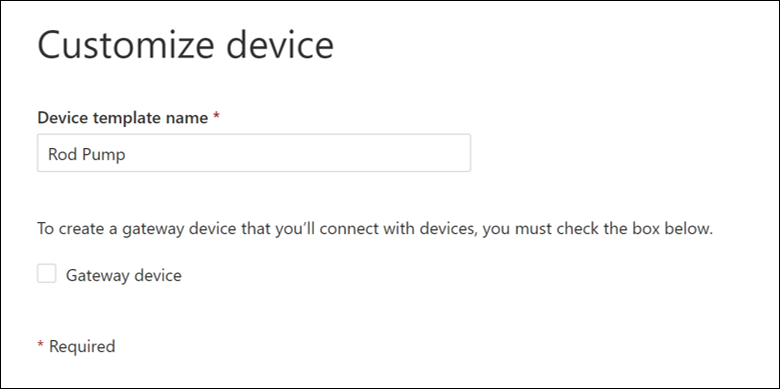 Customize device
Device template name *
Rod Pump
To create a gateway device that you’ll connect with devices, you must check the box below.
Gateway device
* Required